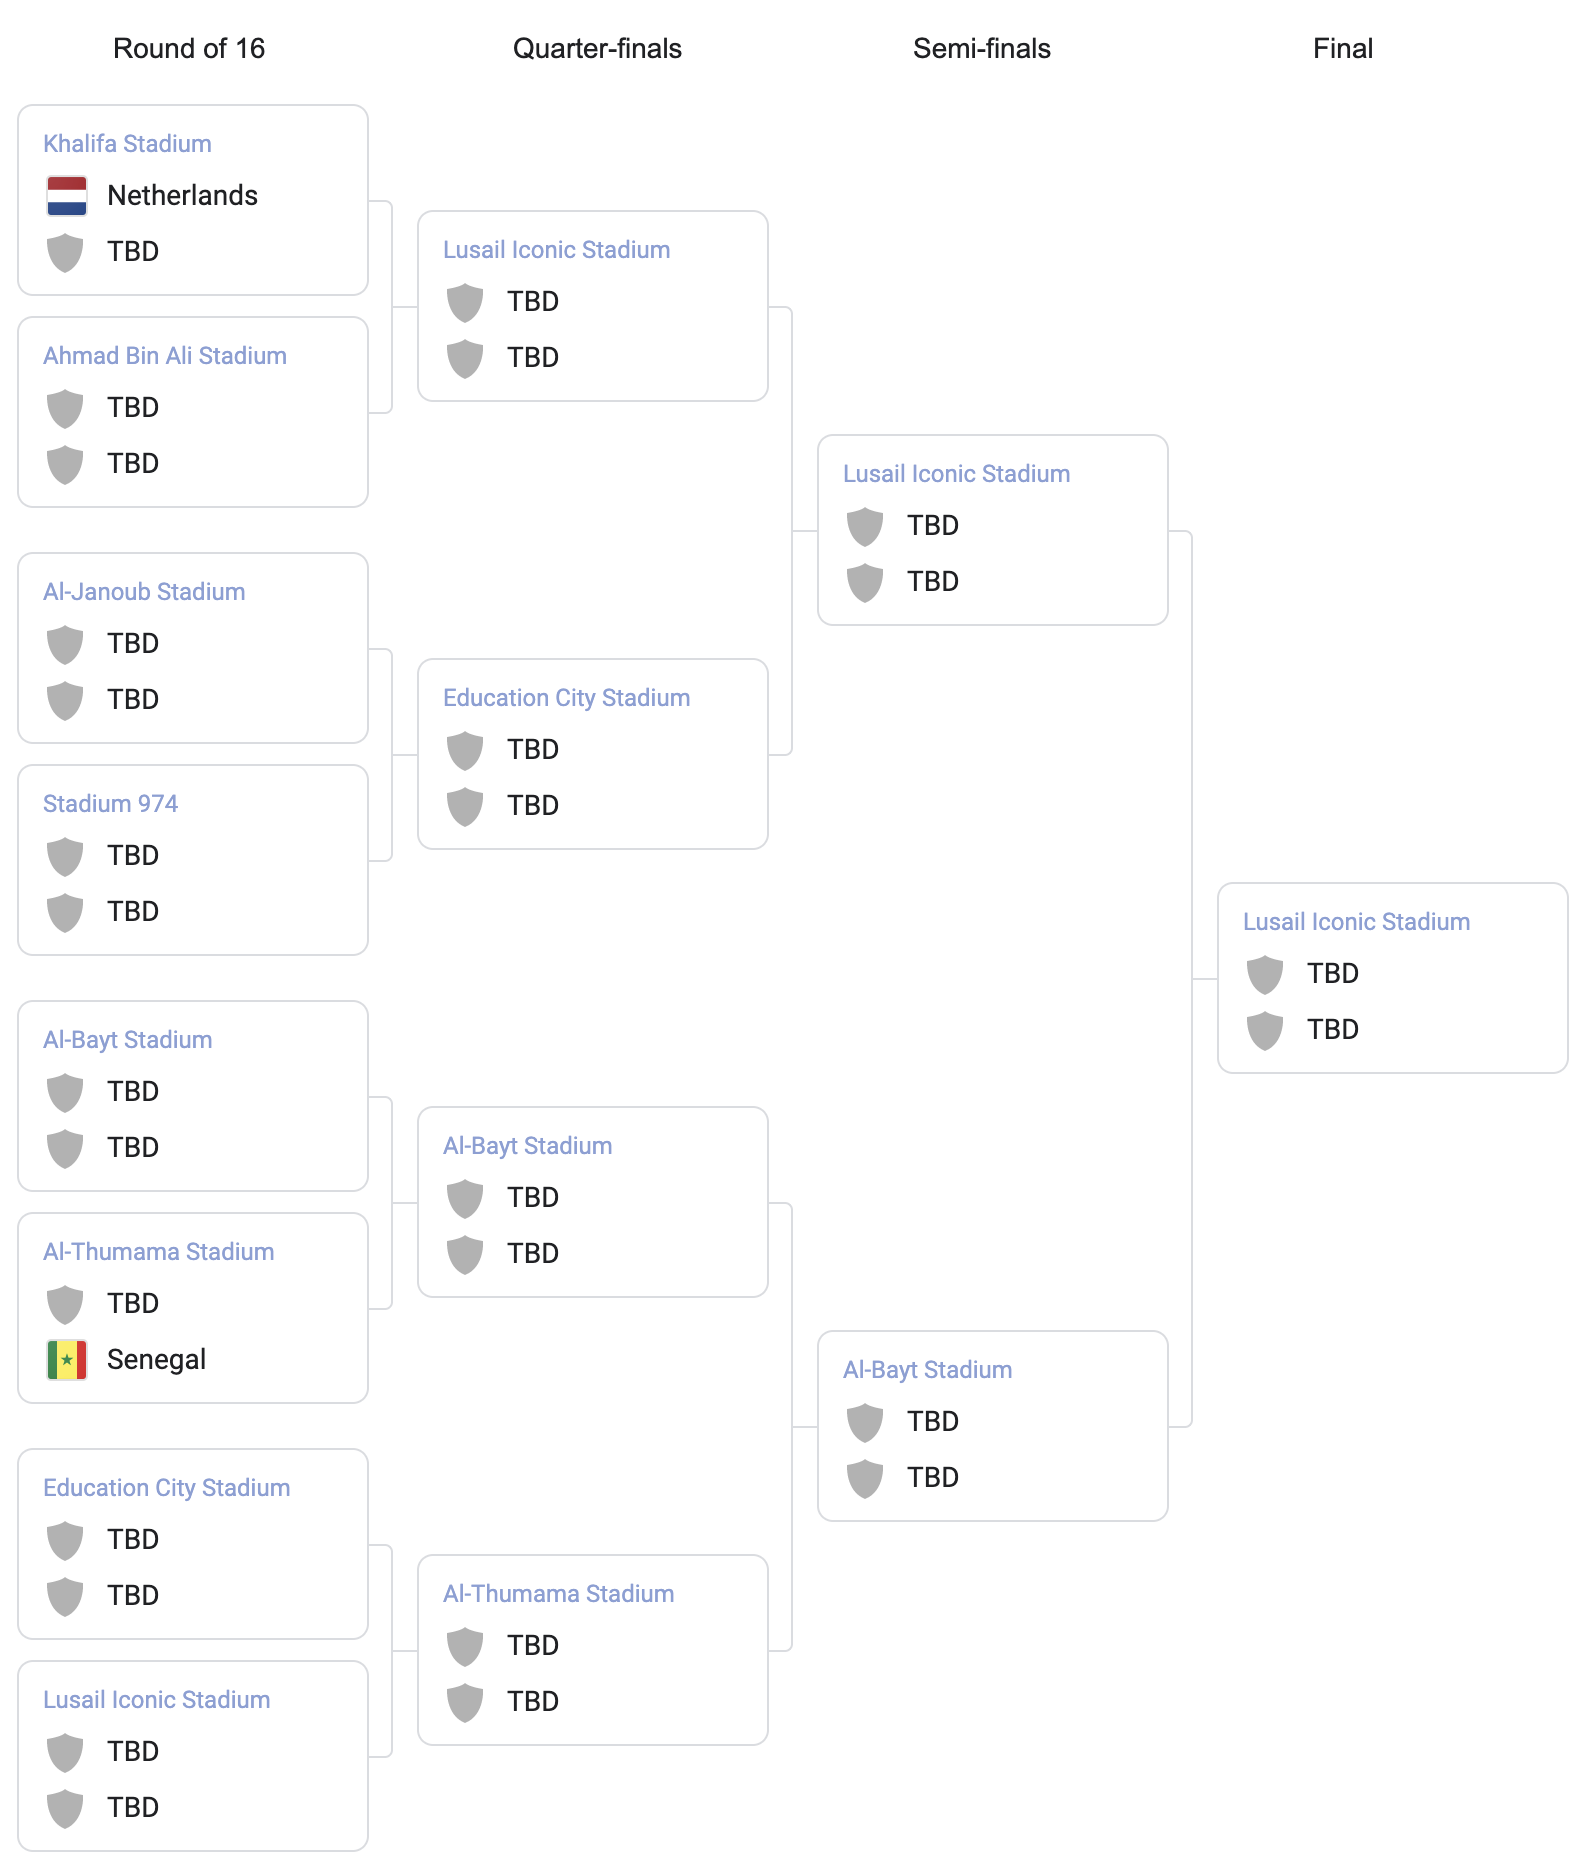 Round of 16
Quarter-finals
Semi-finals
Final
Khalifa Stadium
Netherlands
TBD
Ahmad Bin Ali Stadium
TBD
TBD
Al-Janoub Stadium
TBD
TBD
Stadium 974
TBD
TBD
Al-Bayt Stadium
TBD
TBD
Al-Thumama Stadium
TBD
Senegal
Education City Stadium
TBD
TBD
Lusail Iconic Stadium
TBD
TBD
Lusail Iconic Stadium
TBD
TBD
Education City Stadium
TBD
TBD
Al-Bayt Stadium
TBD
TBD
Al-Thumama Stadium
TBD
TBD
Lusail Iconic Stadium
TBD
TBD
Al-Bayt Stadium
TBD
TBD
Lusail Iconic Stadium
TBD
TBD